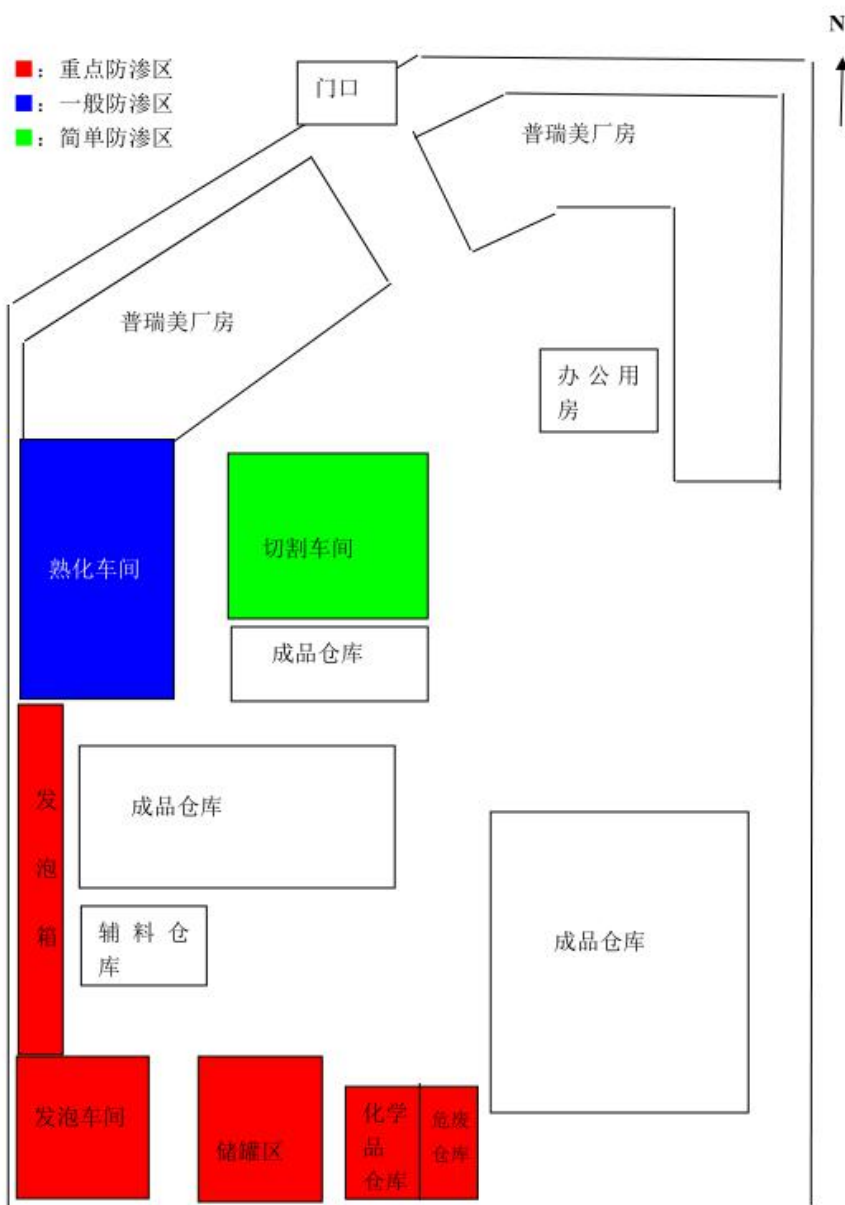 N
：重点防渗区
：一般防渗区
：简单防渗区
门口
普瑞美厂房
普瑞美厂房
办公用
房
熟化车间
切割车间
成品仓库
发
泡
箱
成品仓库
辅料仓
库
成品仓库
发泡车间
储罐区
化学
品
仓库
危废
仓库